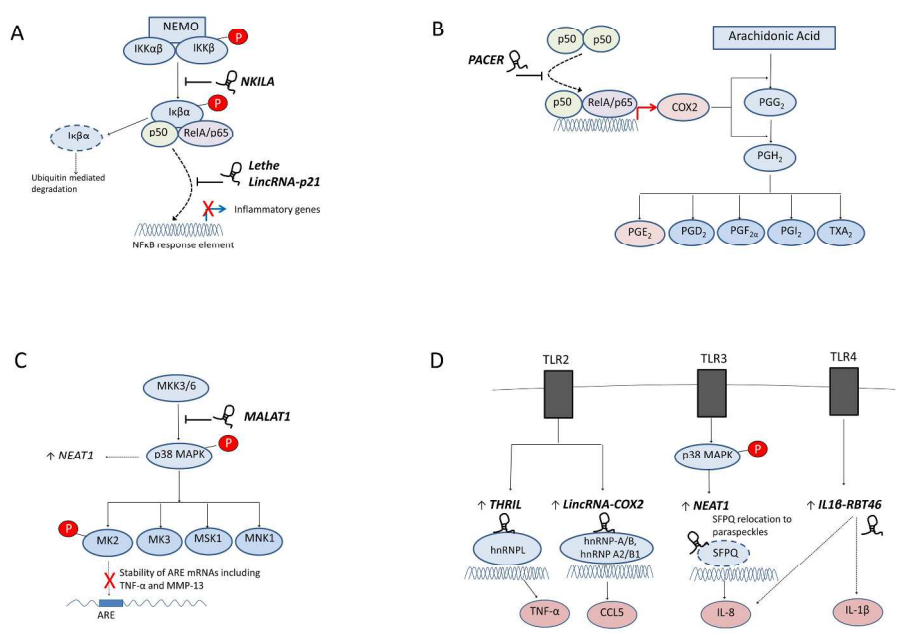 A
NEMO
IKKαβ
IKKβ
P
NKILA
P
Iκβα
p50
RelA/p65
Iκβα
Ubiquitin mediated
degradation
Lethe
LincRNA-p21
X
Inflammatory genes
NFκB response element
B
p50
p50
PACER
p50
RelA/p65
COX2
Arachidonic Acid
PGG2
PGH2
PGE2
PGD2
PGF2α
PGI2
TXA2
C
MKK3/6
MALAT1
P
p38 MAPK
↑ NEAT1
P
MK2
MK3
MSK1
MNK1
X
Stability of ARE mRNAs including
TNF-α and MMP-13
ARE
D
TLR2
TLR3
TLR4
p38 MAPK
P
↑ THRIL
↑ LincRNA-COX2
↑ NEAT1
↑ IL1β-RBT46
SFPQ relocation to
paraspeckles
hnRNPL
hnRNP-A/B,
hnRNP A2/B1
SFPQ
TNF-α
CCL5
IL-8
IL-1β